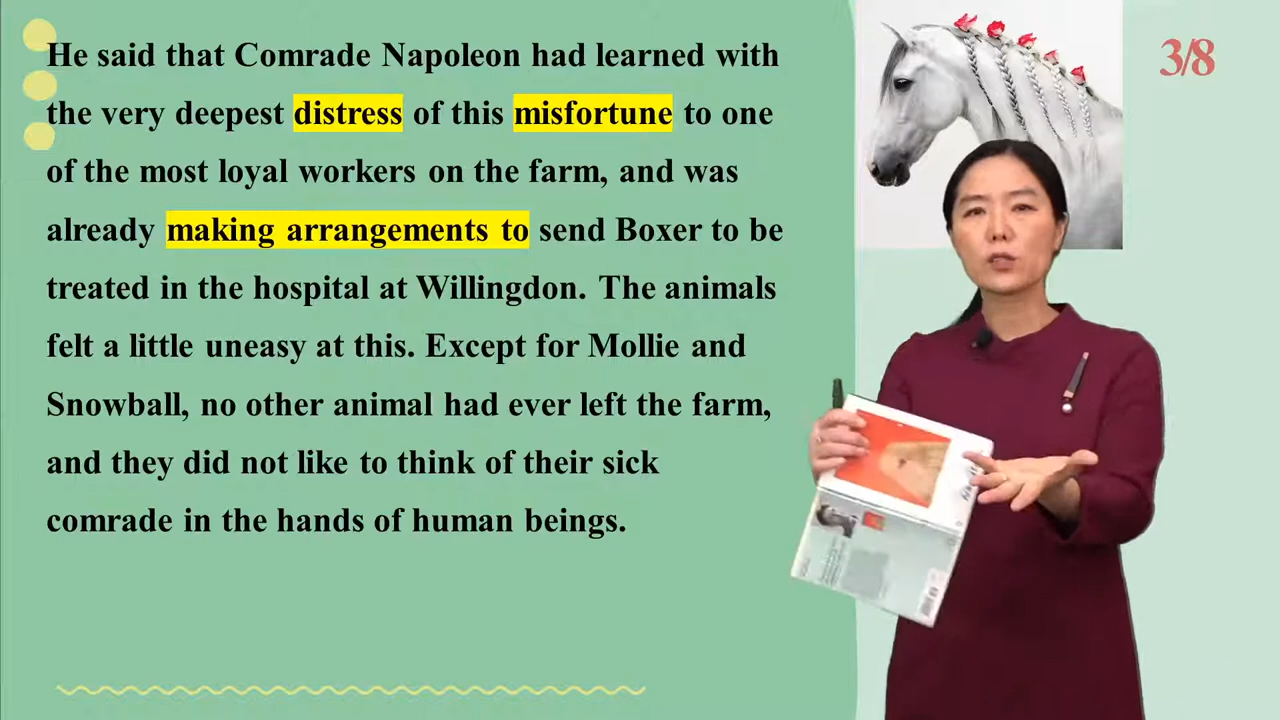 He said that Comrade Napoleon had learned with
the very deepest distress of this misfortune to one
of the most loyal workers on the farm, and was
already making arrangements to send Boxer to be
treated in the hospital at Willingdon. The animals
felt a little uneasy at this. Except for Mollie and
Snowball, no other animal had ever left the farm,
and they did not like to think of their sick
comrade in the hands of human beings.
3/8